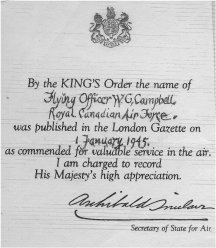 By the KING'S Order the name of
Flying Officer W.G. Campbell,
Royal Canadian Air Force,
was published in the London Gazette on
1 January, 1945.
as commended for valuable service in the air.
I am charged to record
His Majesty's high appreciation.
Archibald Sinclair
Secretary of State for Air